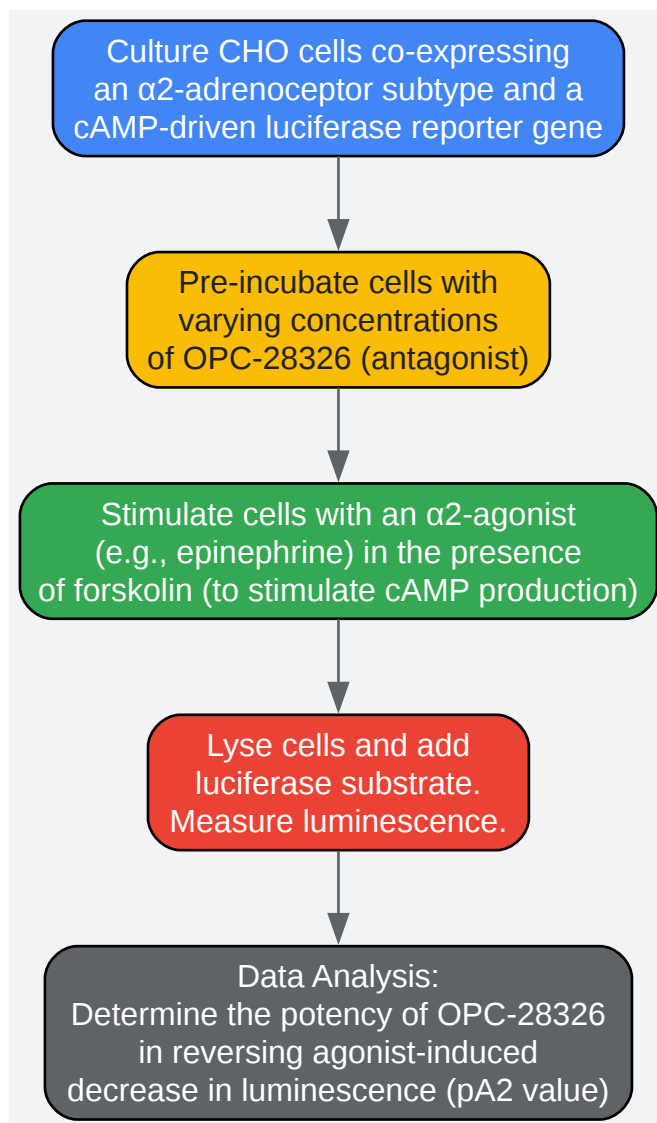 Culture CHO cells co-expressing
an α2-adrenoceptor subtype and a
cAMP-driven luciferase reporter gene
Pre-incubate cells with
varying concentrations
of OPC-28326 (antagonist)
Stimulate cells with an α2-agonist
(e.g., epinephrine) in the presence
of forskolin (to stimulate cAMP production)
Lyse cells and add
luciferase substrate.
Measure luminescence.
Data Analysis:
Determine the potency of OPC-28326
in reversing agonist-induced
decrease in luminescence (pA2 value)